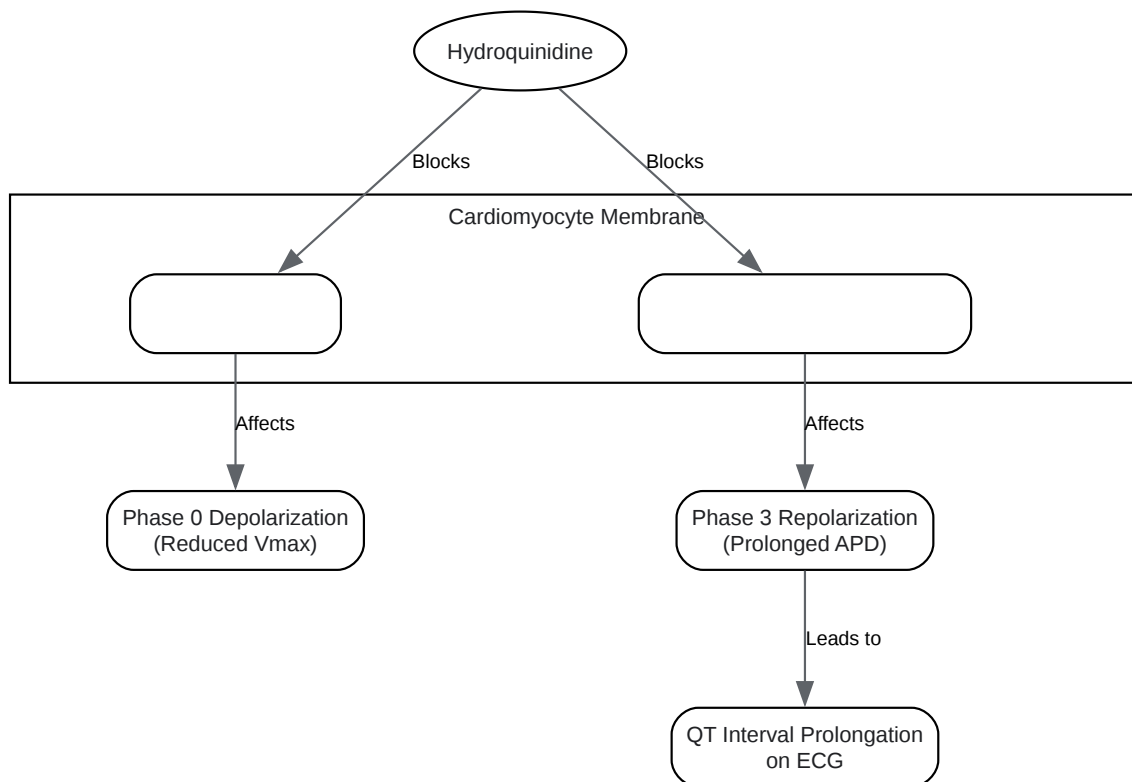 Hydroquinidine
Blocks
Blocks
Cardiomyocyte Membrane
Affects
Affects
Phase 0 Depolarization
(Reduced Vmax)
Phase 3 Repolarization
(Prolonged APD)
Leads to
QT Interval Prolongation
on ECG